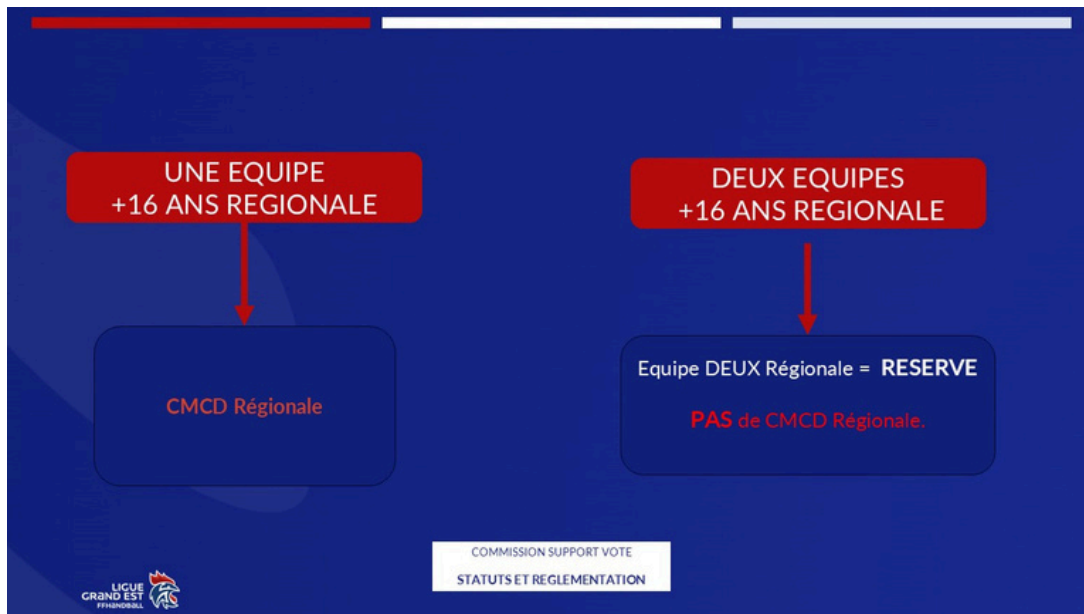 UNE EQUIPE
+16 ANS REGIONALE
CMCD Régionale
DEUX EQUIPES
+16 ANS REGIONALE
Equipe DEUX Régionale = RESERVE
PAS de CMCD Régionale.
COMMISSION SUPPORT VOTE
STATUTS ET REGLEMENTATION
LIGUE
GRAND EST
FFHANDBALL